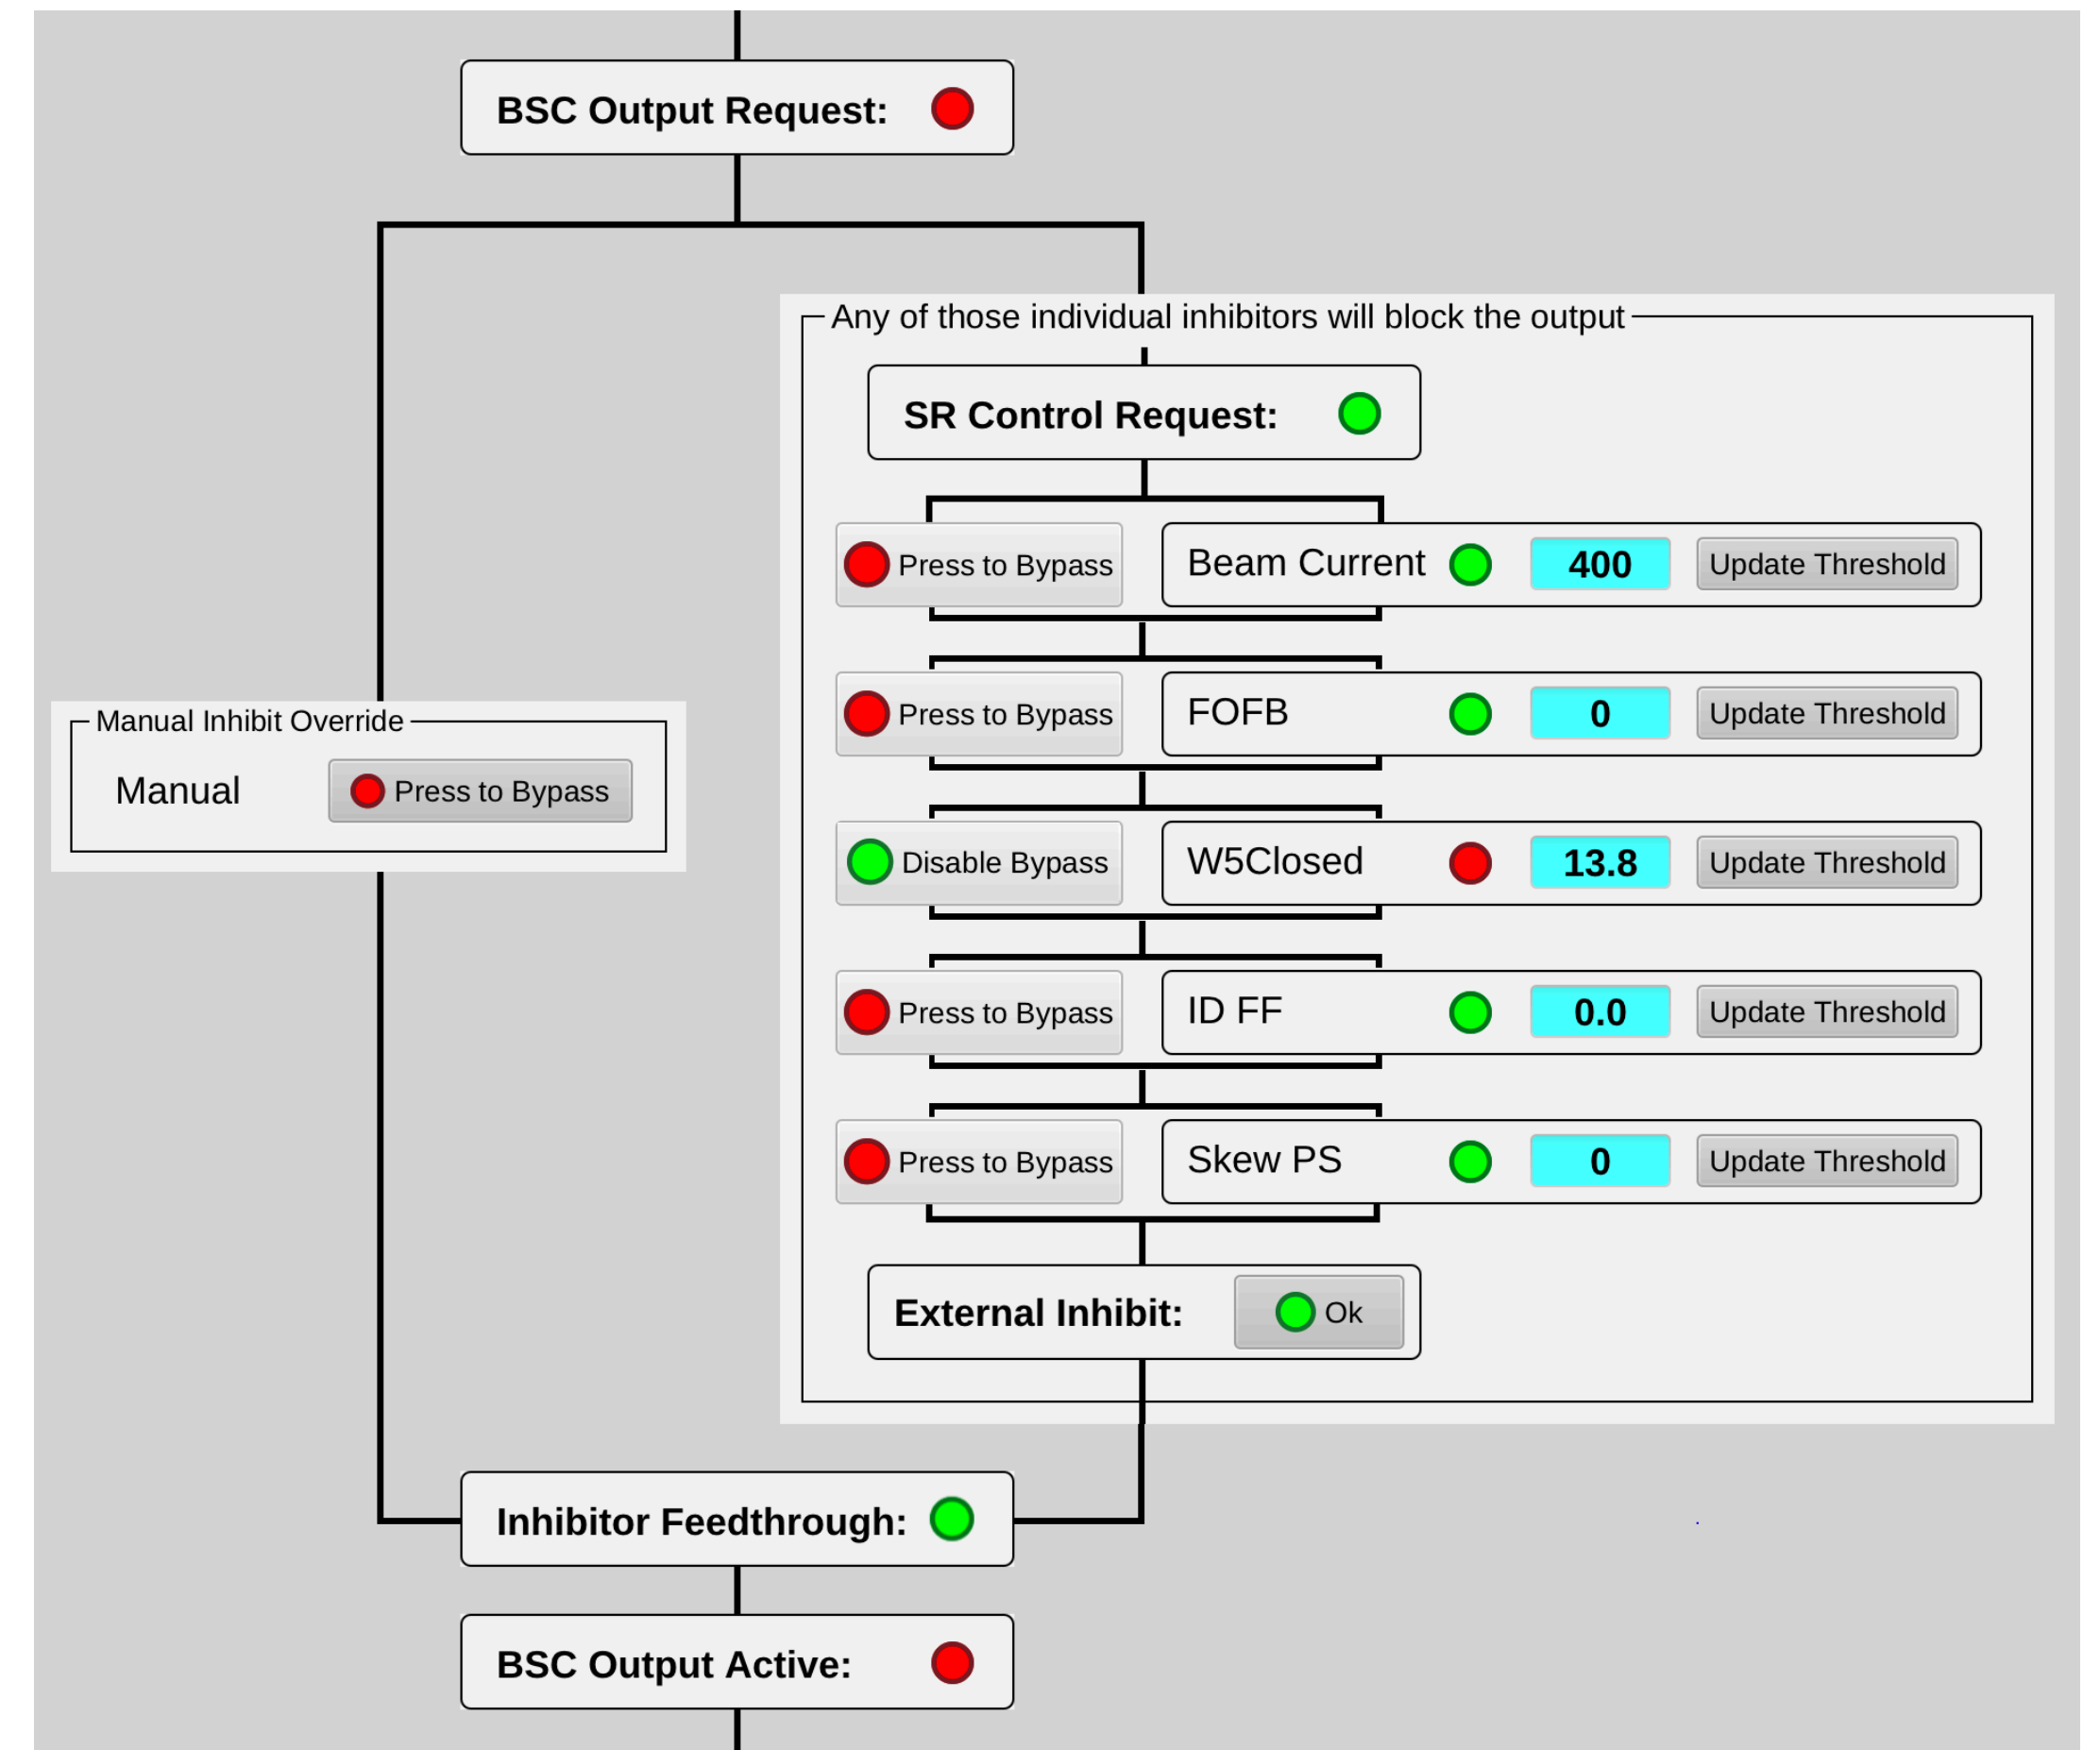 BSC Output Request:
Any of those individual inhibitors will block the output
SR Control Request:
Press to Bypass Beam Current 400 Update Threshold
Press to Bypass FOFB 0 Update Threshold
Manual Inhibit Override
Manual Press to Bypass
Disable Bypass W5Closed 13.8 Update Threshold
Press to Bypass ID FF 0.0 Update Threshold
Press to Bypass Skew PS 0 Update Threshold
External Inhibit: Ok
Inhibitor Feedthrough:
BSC Output Active: